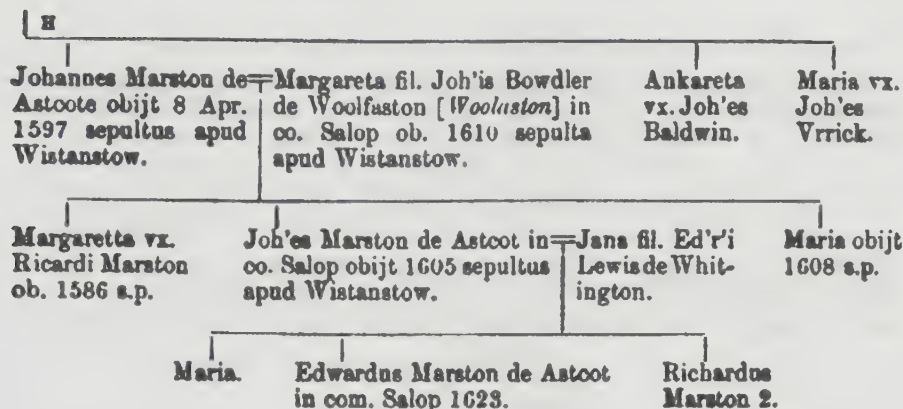 H
Johannes Marston de
Astcote obijt 8 Apr.
1597 sepultus apud
Wistanstow.
Margareta fil. Joh'is Bowdler
de Woolfaston [Woolaston] in
co. Salop ob. 1610 sepulta
apud Wistanstow.
Ankareta
vx. Joh'es
Baldwin.
Maria vx.
Joh'es
Vrrick.
Margaretta vx.
Ricardi Marston
ob. 1586 s.p.
Joh'es Marston de Astcot in
co. Salop obijt 1605 sepultus
apud Wistanstow.
Jana fil. Ed'r'i
Lewis de Whit-
ington.
Maria obijt
1608 s.p.
Maria.
Edwardus Marston de Astcot
in com. Salop 1623.
Richardus
Marston 2.